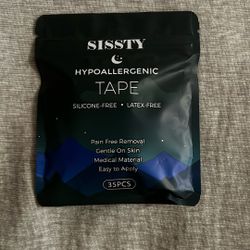 SISSTY
HYPOALLERGENIC
TAPE
SILICONE-FREE • LATEX-FREE
Pain Free Removal
Gentle On Skin
Medical Material
Easy to Apply
35PCS